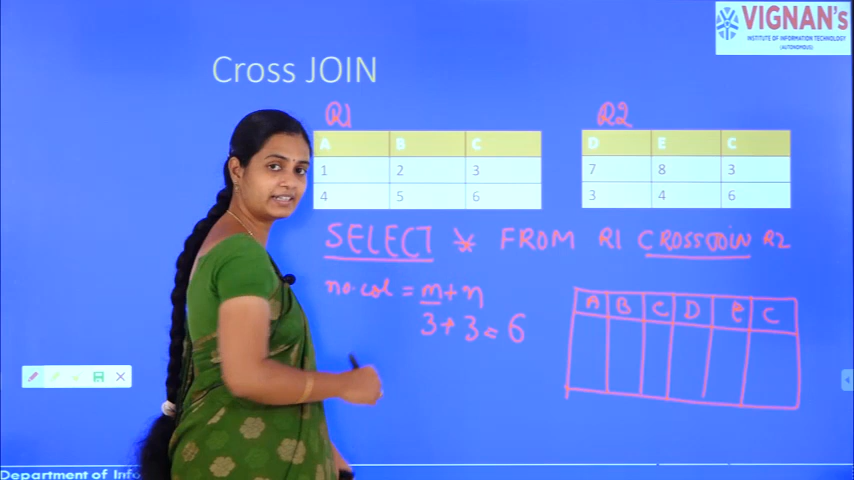 VIGNAN's
INSTITUTE OF INFORMATION TECHNOLOGY
(AUTONOMOUS)
Cross JOIN
R1
R2
A B C
D E C
1 2 3
7 8 3
4 5 6
3 4 6
SELECT * FROM R1 CROSSJOIN R2
no.col = m+n
3+3=6
A B C D E C
Department of Info